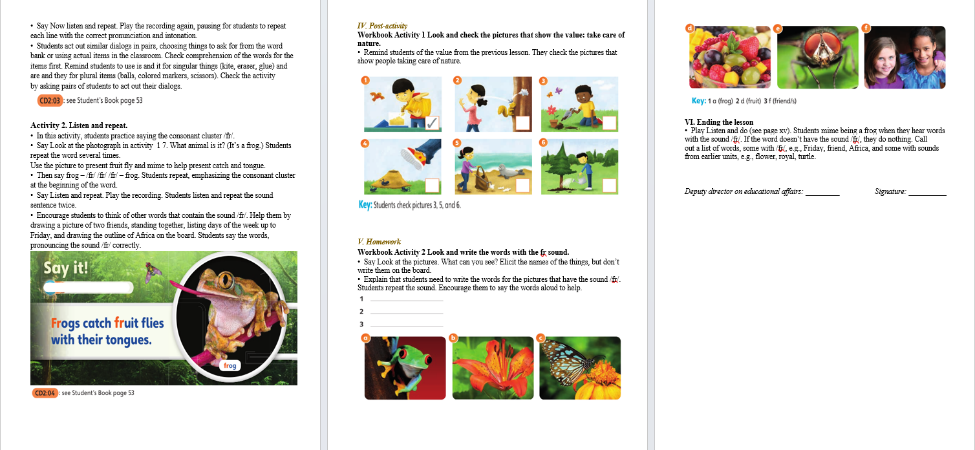 • Say Now listen and repeat. Play the recording again, pausing for students to repeat
each line with the correct pronunciation and intonation.
• Students act out similar dialogs in pairs, choosing things to ask for from the word
bank or using actual items in the classroom. Check comprehension of the words for the
items first. Remind students to use is and it for singular things (kite, eraser, glue) and
are and they for plural items (balls, colored markers, scissors). Check the activity
by asking pairs of students to act out their dialogs.
CD2:03 : see Student's Book page 53
Activity 2. Listen and repeat.
• In this activity, students practice saying the consonant cluster /fr/.
• Say Look at the photograph in activity 1 7. What animal is it? (It's a frog.) Students
repeat the word several times.
Use the picture to present fruit fly and mime to help present catch and tongue.
• Then say frog – /fr/ /fr/ /fr/ – frog. Students repeat, emphasizing the consonant cluster
at the beginning of the word.
• Say Listen and repeat. Play the recording. Students listen and repeat the sound
sentence twice.
• Encourage students to think of other words that contain the sound /fr/. Help them by
drawing a picture of two friends, standing together, listing days of the week up to
Friday, and drawing the outline of Africa on the board. Students say the words,
pronouncing the sound /fr/ correctly.
Say it!
Frogs catch fruit flies
with their tongues.
frog
CD2:04 : see Student's Book page 53
IV. Post-activity
Workbook Activity 1 Look and check the pictures that show the value: take care of
nature.
• Remind students of the value from the previous lesson. They check the pictures that
show people taking care of nature.
1
2
3
4
5
6
Key: Students check pictures 3, 5, and 6.
V. Homework
Workbook Activity 2 Look and write the words with the fr sound.
• Say Look at the pictures. What can you see? Elicit the names of the things, but don't
write them on the board.
• Explain that students need to write the words for the pictures that have the sound /fr/.
Students repeat the sound. Encourage them to say the words aloud to help.
1
2
3
a
b
c
d
e
f
Key: 1 a (frog) 2 d (fruit) 3 f (friend/s)
VI. Ending the lesson
• Play Listen and do (see page xv). Students mime being a frog when they hear words
with the sound /fr/. If the word doesn't have the sound /fr/, they do nothing. Call
out a list of words, some with /fr/, e.g., Friday, friend, Africa, and some with sounds
from earlier units, e.g., flower, royal, turtle.
Deputy director on educational affairs: ________ Signature: ________